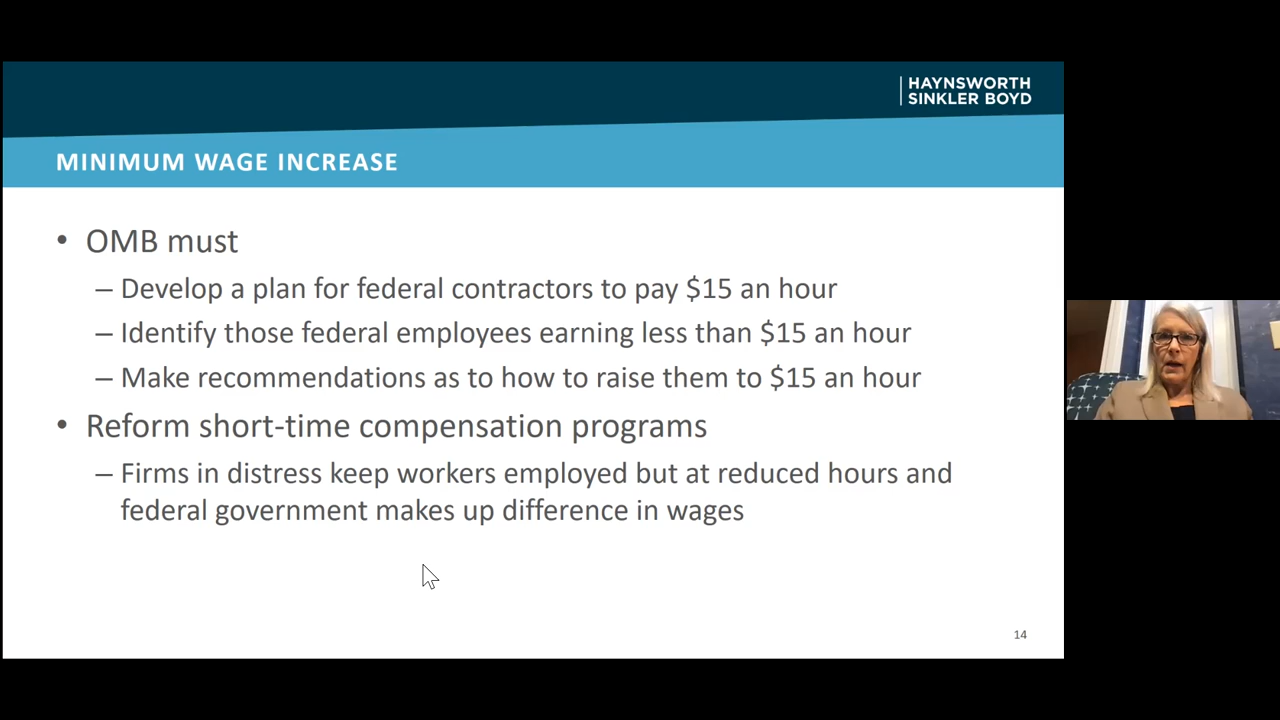 HAYNSWORTH
SINKLER BOYD
MINIMUM WAGE INCREASE
• OMB must
– Develop a plan for federal contractors to pay $15 an hour
– Identify those federal employees earning less than $15 an hour
– Make recommendations as to how to raise them to $15 an hour
• Reform short-time compensation programs
– Firms in distress keep workers employed but at reduced hours and
federal government makes up difference in wages
14